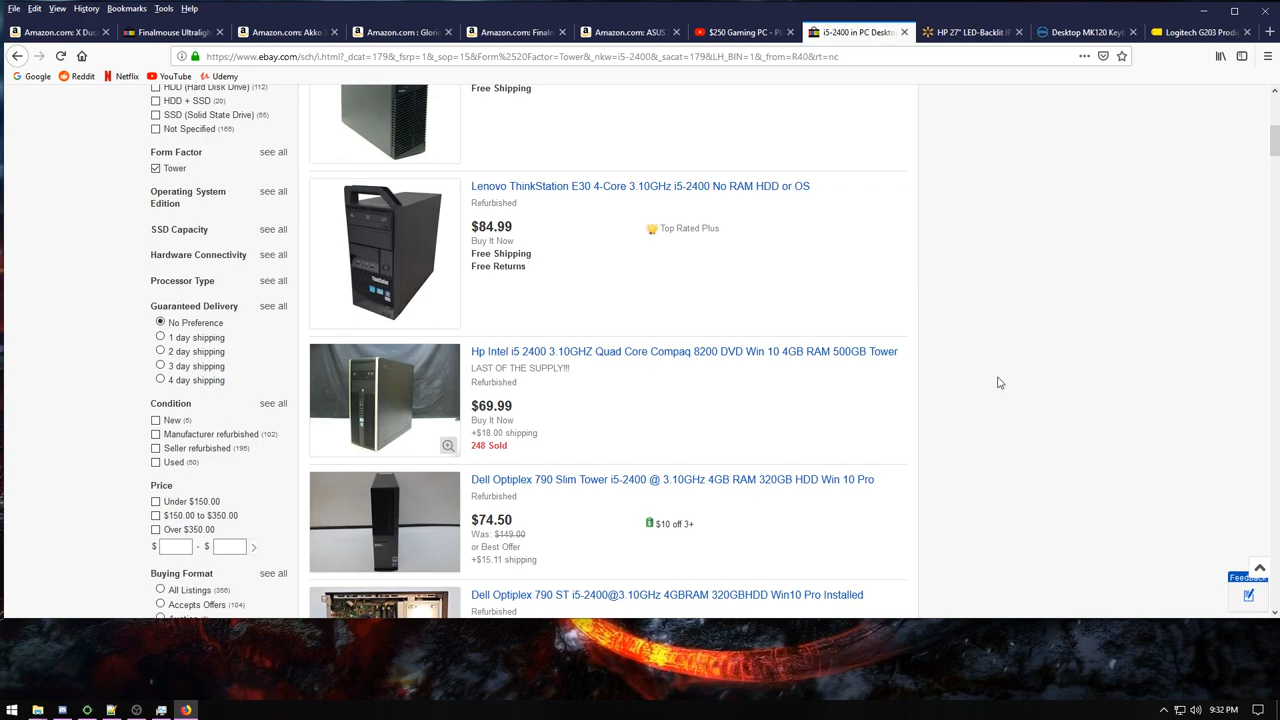 File Edit View History Bookmarks Tools Help
Amazon.com: X Duc
Finalmouse Ultraligh
Amazon.com: Akko
Amazon.com : Glorio
Amazon.com: Finalm
Amazon.com: ASUS
$250 Gaming PC - Pl
i5-2400 in PC Desktop
HP 27" LED-Backlit IP
Desktop MK120 Keyb
Logitech G203 Prodig
https://www.ebay.com/sch/i.html?_dcat=179&_fsrp=1&_sop=15&Form%2520Factor=Tower&_nkw=i5-2400&_sacat=179&LH_BIN=1&_from=R40&rt=nc
Google Reddit Netflix YouTube Udemy
HDD (Hard Disk Drive) (112)
HDD + SSD (20)
SSD (Solid State Drive) (55)
Not Specified (166)
Form Factor see all
Tower
Operating System Edition see all
SSD Capacity see all
Hardware Connectivity see all
Processor Type see all
Guaranteed Delivery see all
No Preference
1 day shipping
2 day shipping
3 day shipping
4 day shipping
Condition see all
New (5)
Manufacturer refurbished (102)
Seller refurbished (195)
Used (50)
Price
Under $150.00
$150.00 to $350.00
Over $350.00
$ - $
Buying Format see all
All Listings (356)
Accepts Offers (104)
Free Shipping
Lenovo ThinkStation E30 4-Core 3.10GHz i5-2400 No RAM HDD or OS
Refurbished
$84.99
Top Rated Plus
Buy It Now
Free Shipping
Free Returns
Hp Intel i5 2400 3.10GHZ Quad Core Compaq 8200 DVD Win 10 4GB RAM 500GB Tower
LAST OF THE SUPPLY!!!
Refurbished
$69.99
Buy It Now
+$18.00 shipping
248 Sold
Dell Optiplex 790 Slim Tower i5-2400 @ 3.10GHz 4GB RAM 320GB HDD Win 10 Pro
Refurbished
$74.50
$10 off 3+
Was: $149.00
or Best Offer
+$15.11 shipping
Dell Optiplex 790 ST i5-2400@3.10GHz 4GBRAM 320GBHDD Win10 Pro Installed
Refurbished
Feedback
9:32 PM